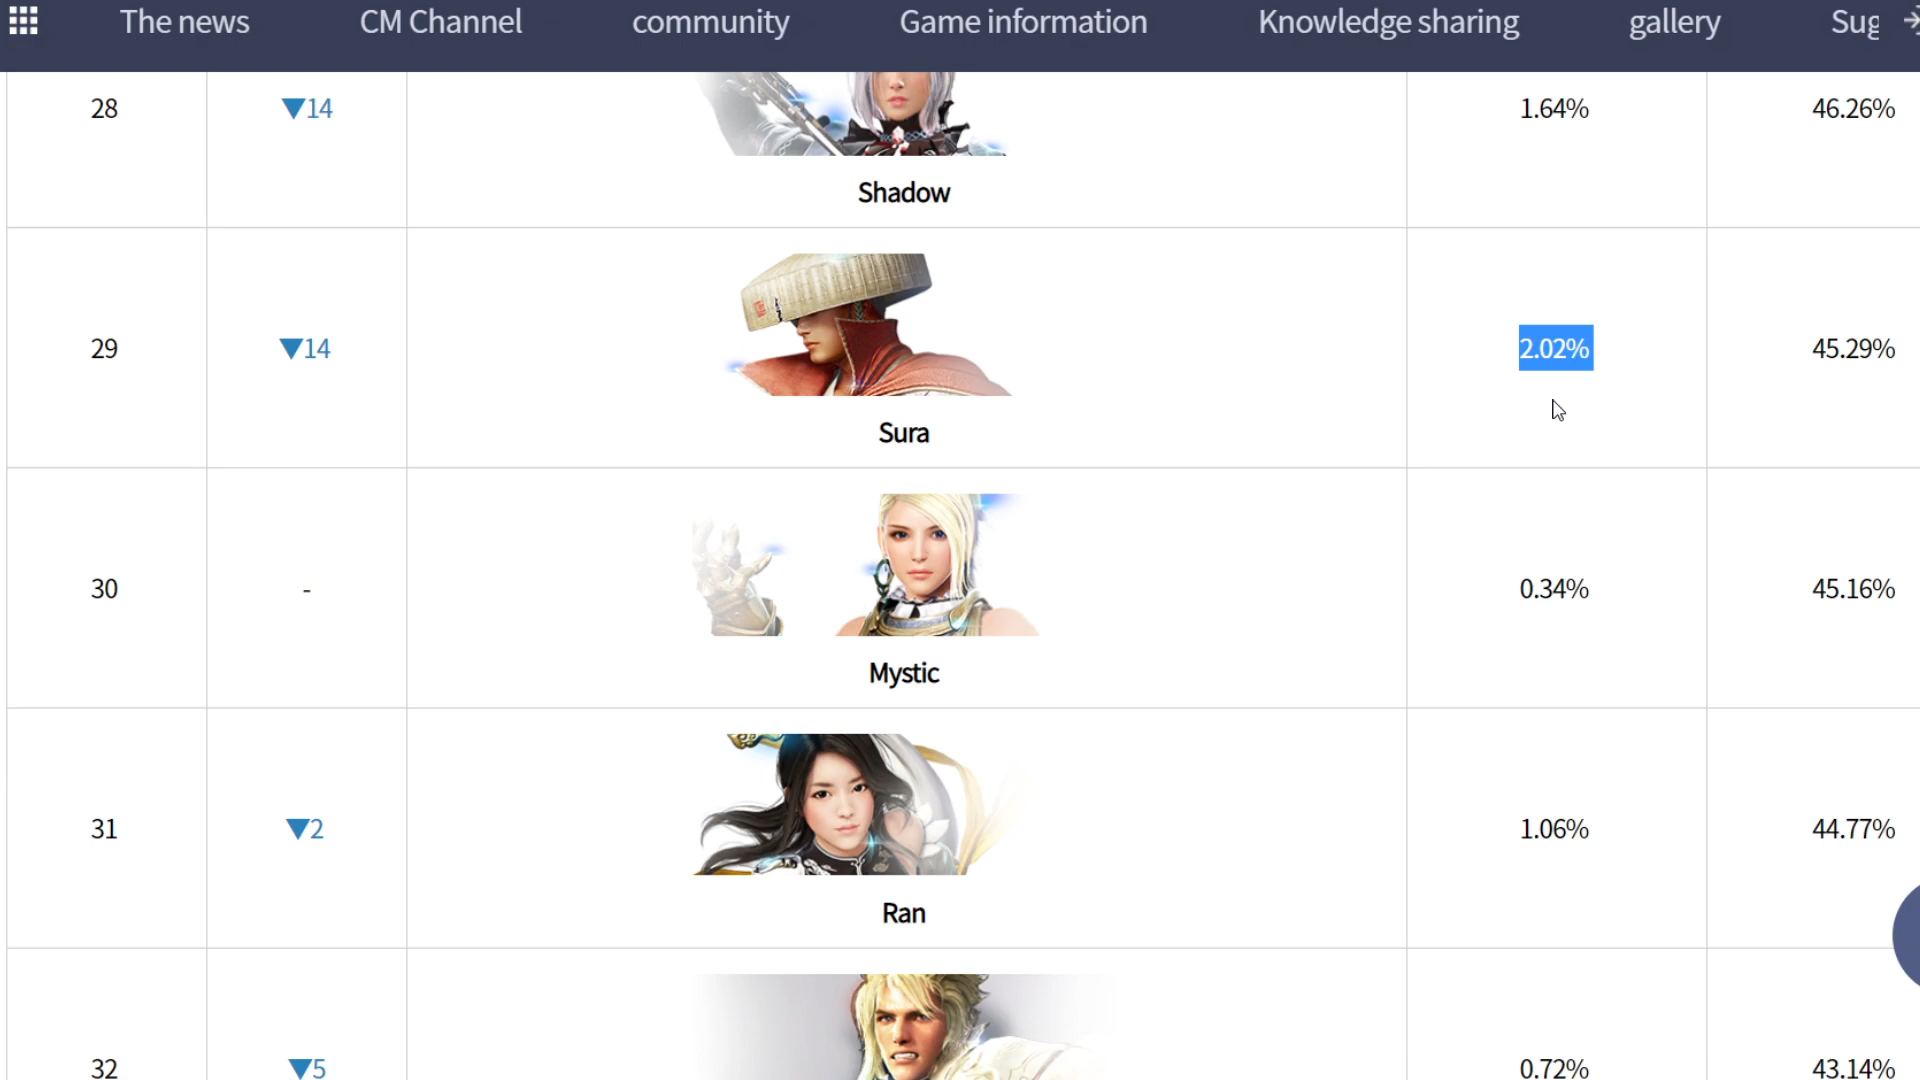 The news CM Channel community Game information Knowledge sharing gallery Sug
28 ▼14 1.64% 46.26%
Shadow
29 ▼14 2.02% 45.29%
Sura
30 - 0.34% 45.16%
Mystic
31 ▼2 1.06% 44.77%
Ran
32 ▼5 0.72% 43.14%